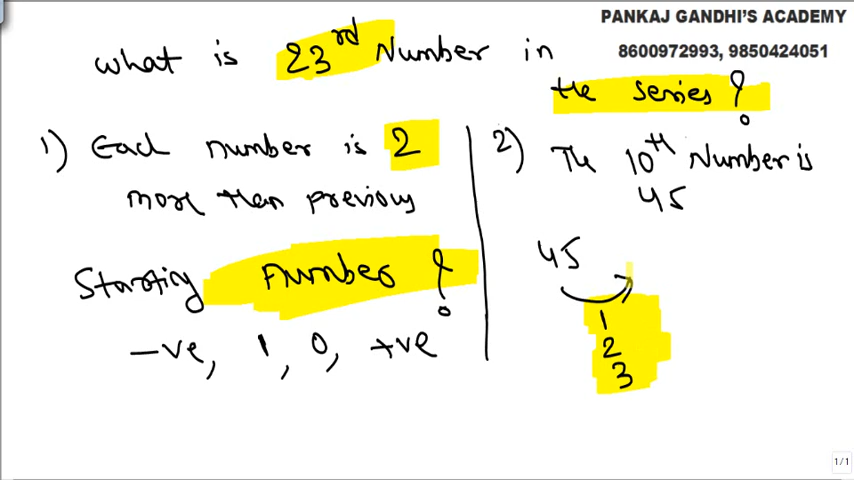 PANKAJ GANDHI'S ACADEMY
8600972993, 9850424051
what is 23rd Number in
the series ?
1) Each number is 2
more than previous
Starting number ?
-ve, 1, 0, +ve
2) The 10th Number is
45
45
1
2
3
1/1